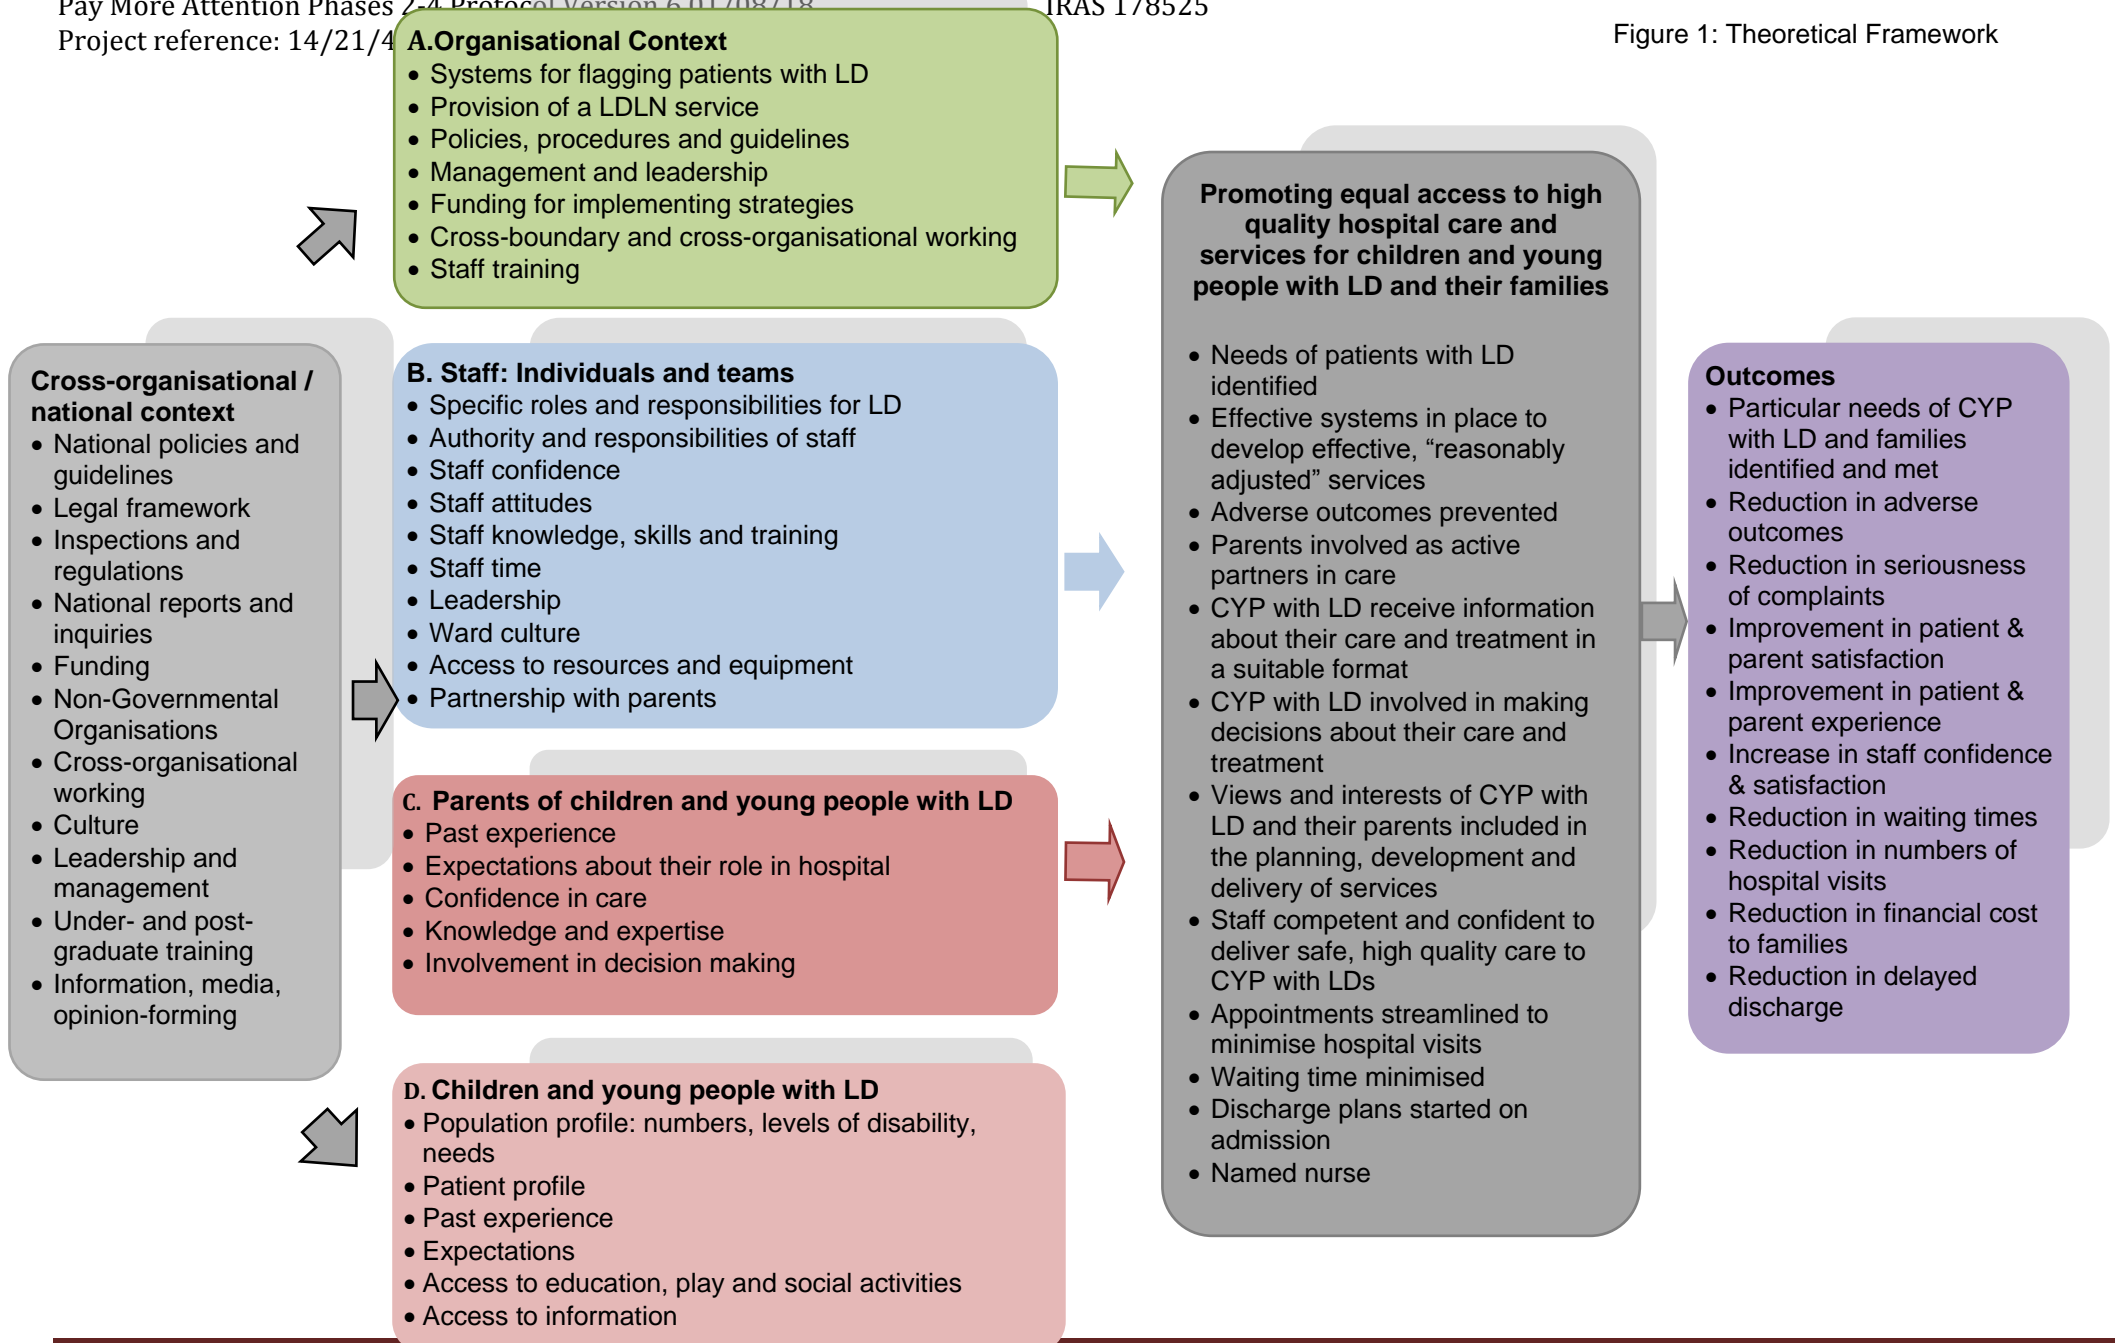 Pay More Attention Phases 2-4 Protocol Version 6 01/08/18
IRAS 178525
Project reference: 14/21/4
Figure 1: Theoretical Framework
A.Organisational Context
• Systems for flagging patients with LD
• Provision of a LDLN service
• Policies, procedures and guidelines
• Management and leadership
• Funding for implementing strategies
• Cross-boundary and cross-organisational working
• Staff training
Cross-organisational /
national context
• National policies and
guidelines
• Legal framework
• Inspections and
regulations
• National reports and
inquiries
• Funding
• Non-Governmental
Organisations
• Cross-organisational
working
• Culture
• Leadership and
management
• Under- and post-
graduate training
• Information, media,
opinion-forming
B. Staff: Individuals and teams
• Specific roles and responsibilities for LD
• Authority and responsibilities of staff
• Staff confidence
• Staff attitudes
• Staff knowledge, skills and training
• Staff time
• Leadership
• Ward culture
• Access to resources and equipment
• Partnership with parents
C. Parents of children and young people with LD
• Past experience
• Expectations about their role in hospital
• Confidence in care
• Knowledge and expertise
• Involvement in decision making
D. Children and young people with LD
• Population profile: numbers, levels of disability,
needs
• Patient profile
• Past experience
• Expectations
• Access to education, play and social activities
• Access to information
Promoting equal access to high
quality hospital care and
services for children and young
people with LD and their families
• Needs of patients with LD
identified
• Effective systems in place to
develop effective, “reasonably
adjusted” services
• Adverse outcomes prevented
• Parents involved as active
partners in care
• CYP with LD receive information
about their care and treatment in
a suitable format
• CYP with LD involved in making
decisions about their care and
treatment
• Views and interests of CYP with
LD and their parents included in
the planning, development and
delivery of services
• Staff competent and confident to
deliver safe, high quality care to
CYP with LDs
• Appointments streamlined to
minimise hospital visits
• Waiting time minimised
• Discharge plans started on
admission
• Named nurse
Outcomes
• Particular needs of CYP
with LD and families
identified and met
• Reduction in adverse
outcomes
• Reduction in seriousness
of complaints
• Improvement in patient &
parent satisfaction
• Improvement in patient &
parent experience
• Increase in staff confidence
& satisfaction
• Reduction in waiting times
• Reduction in numbers of
hospital visits
• Reduction in financial cost
to families
• Reduction in delayed
discharge